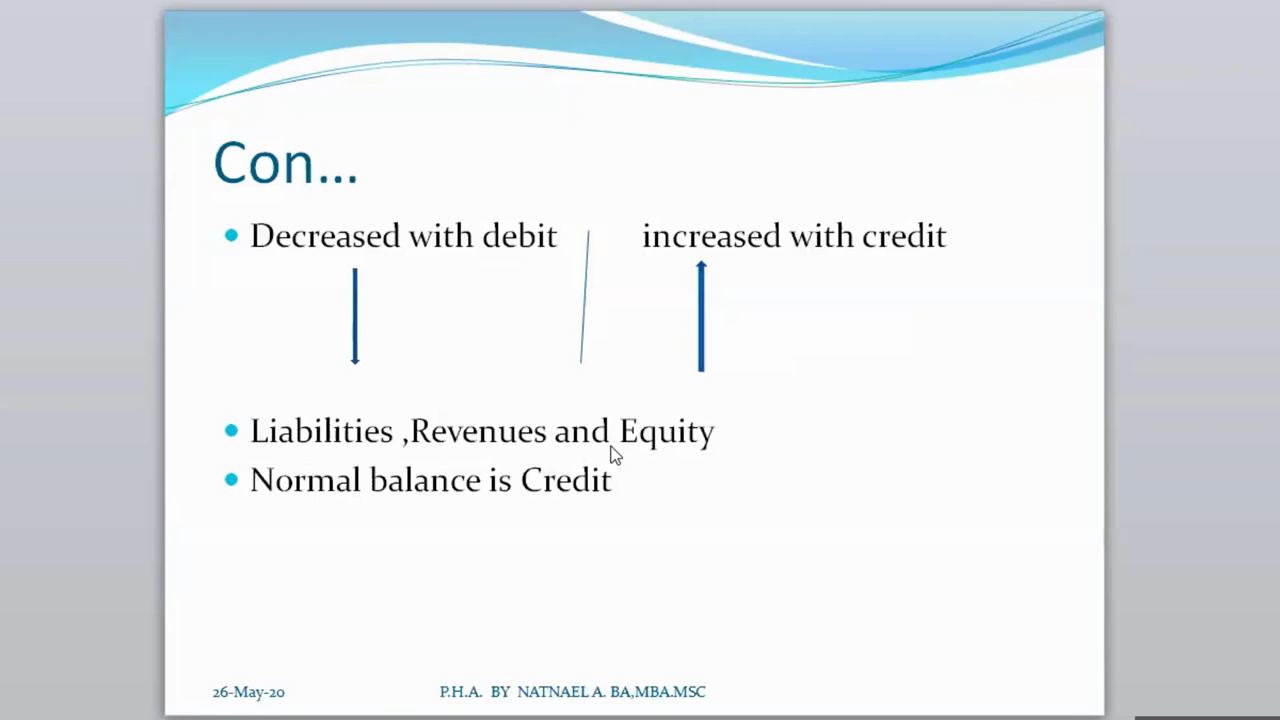 Con...
Decreased with debit increased with credit
Liabilities ,Revenues and Equity
Normal balance is Credit
26-May-20 P.H.A. BY NATNAEL A. BA,MBA.MSC